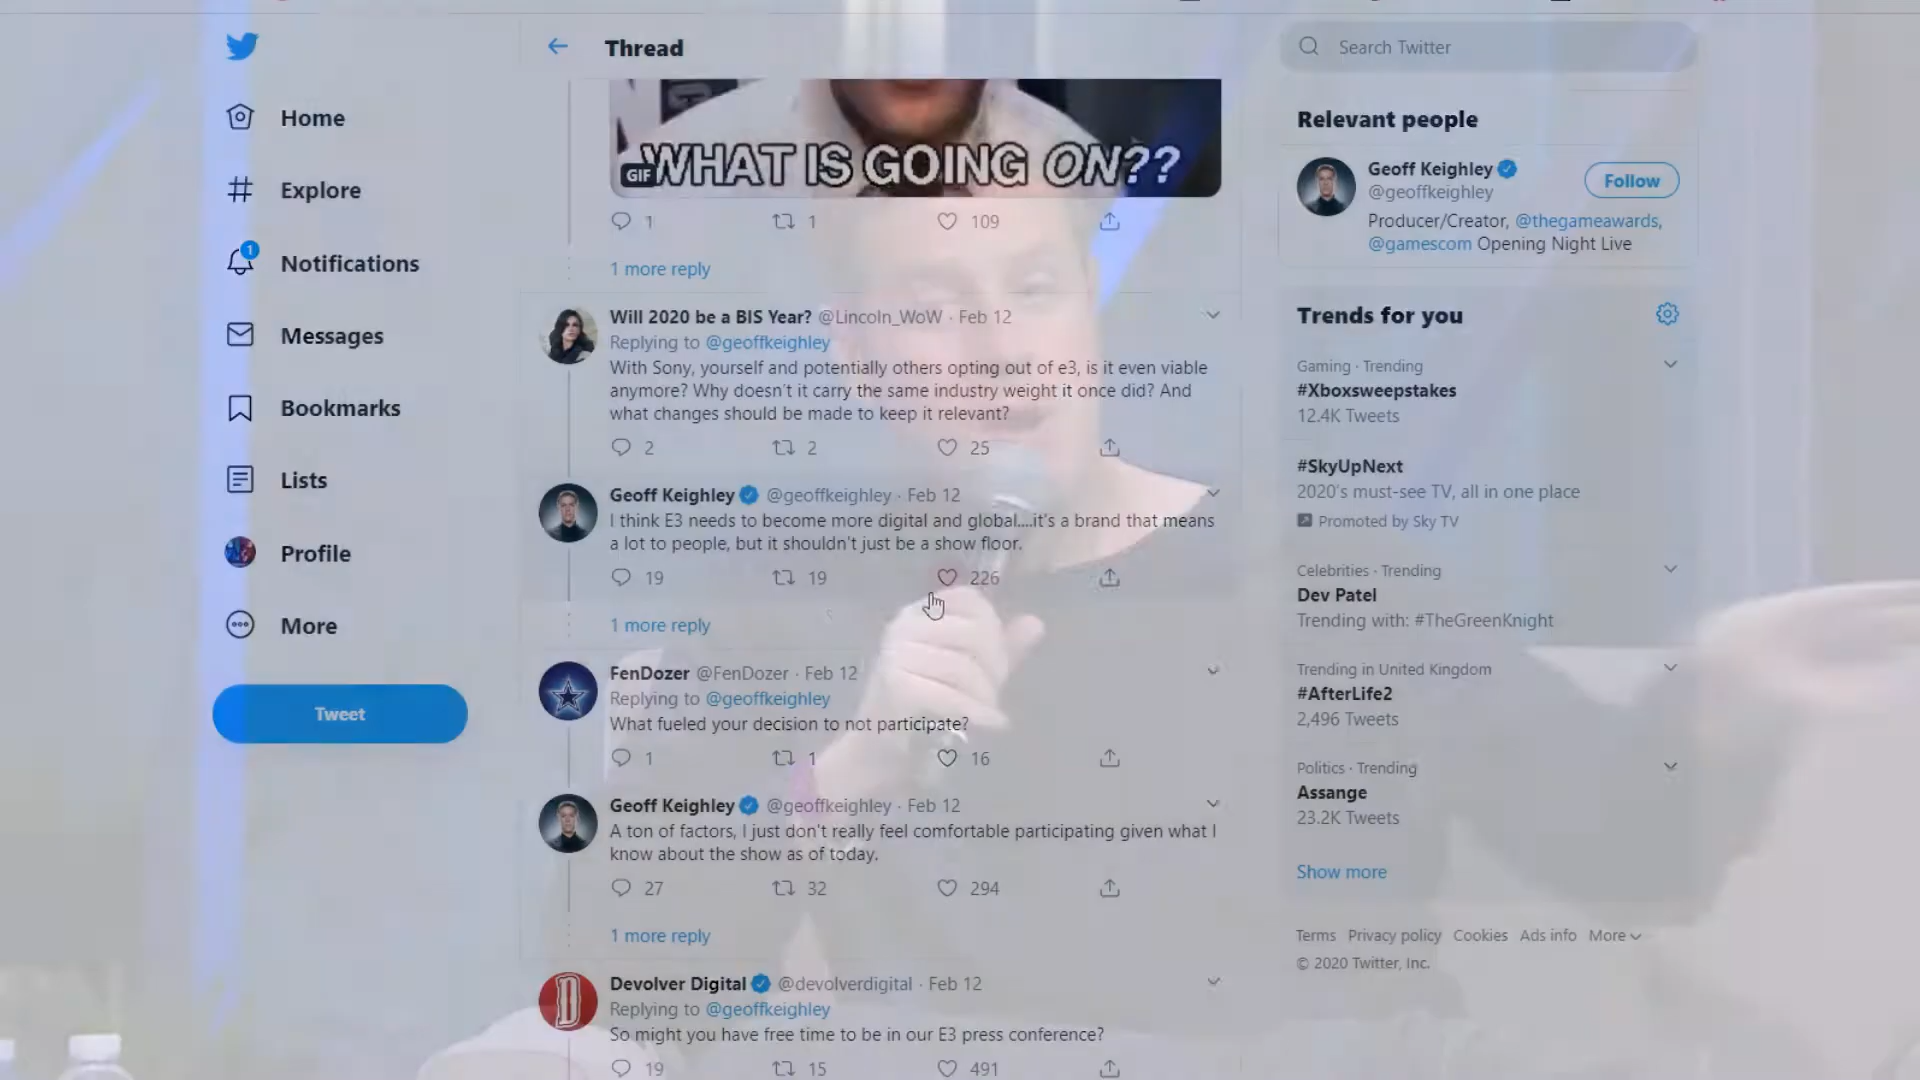 Thread
Search Twitter
Home
Explore
1
Notifications
Messages
Bookmarks
Lists
Profile
More
Tweet
WHAT IS GOING ON??
GIF
1 1 109
1 more reply
Will 2020 be a BIS Year? @Lincoln_WoW · Feb 12
Replying to @geoffkeighley
With Sony, yourself and potentially others opting out of e3, is it even viable
anymore? Why doesn't it carry the same industry weight it once did? And
what changes should be made to keep it relevant?
2 2 25
Geoff Keighley @geoffkeighley · Feb 12
I think E3 needs to become more digital and global....it's a brand that means
a lot to people, but it shouldn't just be a show floor.
19 19 226
1 more reply
FenDozer @FenDozer · Feb 12
Replying to @geoffkeighley
What fueled your decision to not participate?
1 1 16
Geoff Keighley @geoffkeighley · Feb 12
A ton of factors, I just don't really feel comfortable participating given what I
know about the show as of today.
27 32 294
1 more reply
Devolver Digital @devolverdigital · Feb 12
Replying to @geoffkeighley
So might you have free time to be in our E3 press conference?
19 15 491
Relevant people
Geoff Keighley
@geoffkeighley
Follow
Producer/Creator, @thegameawards,
@gamescom Opening Night Live
Trends for you
Gaming · Trending
#Xboxsweepstakes
12.4K Tweets
#SkyUpNext
2020's must-see TV, all in one place
Promoted by Sky TV
Celebrities · Trending
Dev Patel
Trending with: #TheGreenKnight
Trending in United Kingdom
#AfterLife2
2,496 Tweets
Politics · Trending
Assange
23.2K Tweets
Show more
Terms Privacy policy Cookies Ads info More
© 2020 Twitter, Inc.